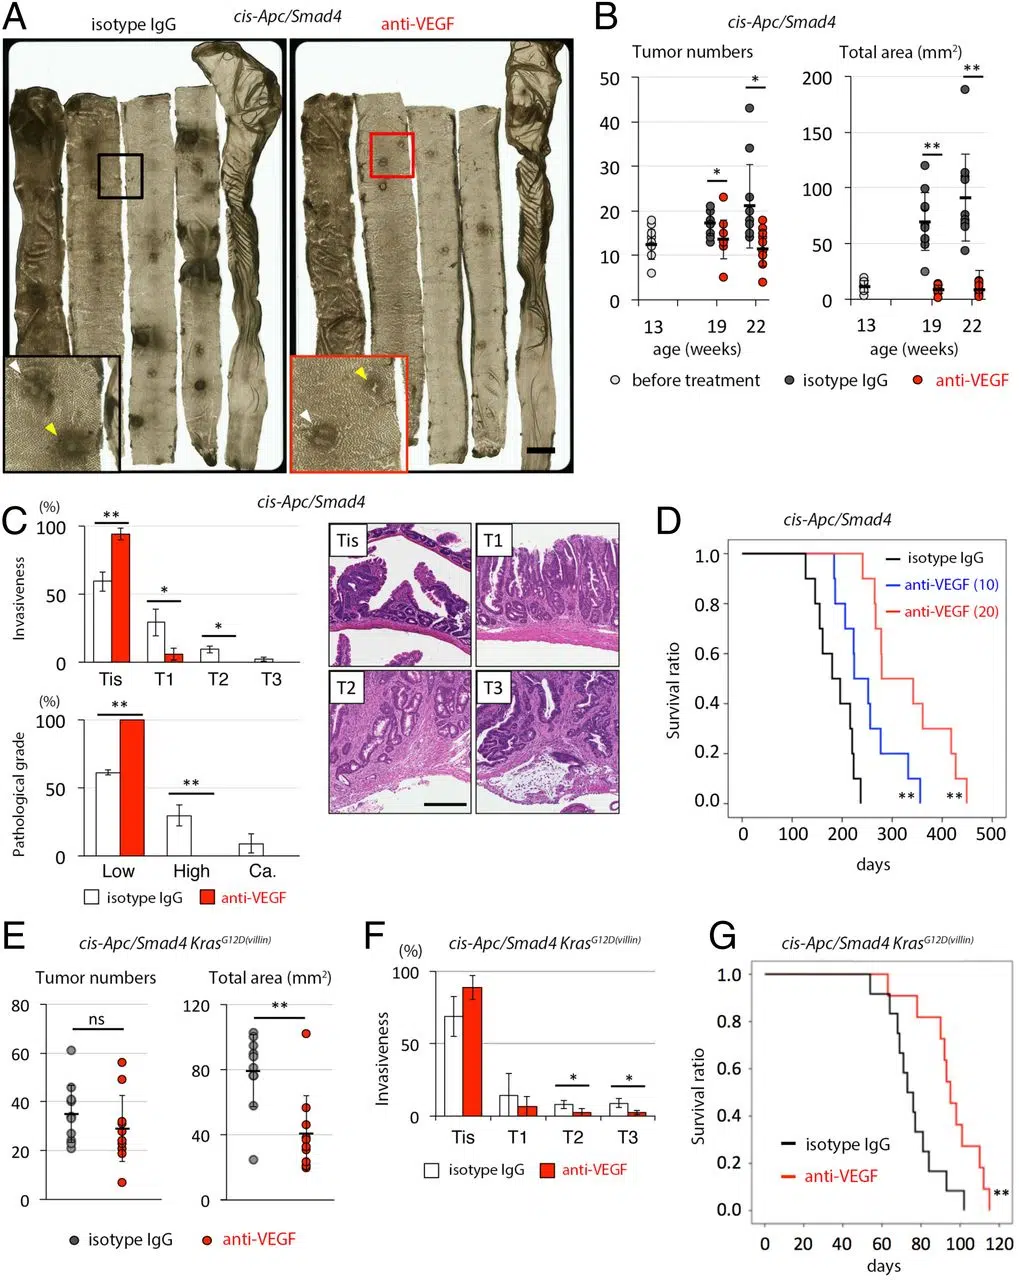 A
isotype IgG
cis-Apc/Smad4
anti-VEGF
B
cis-Apc/Smad4
Tumor numbers
Total area (mm²)
50
40
30
20
10
0
*
*
13
19
22
age (weeks)
200
150
100
50
0
**
**
13
19
22
age (weeks)
before treatment
isotype IgG
anti-VEGF
C
cis-Apc/Smad4
(%)
100
50
0
Invasiveness
**
*
*
Tis
T1
T2
T3
(%)
100
50
0
Pathological grade
**
**
Low
High
Ca.
isotype IgG
anti-VEGF
Tis
T1
T2
T3
D
cis-Apc/Smad4
isotype IgG
anti-VEGF (10)
anti-VEGF (20)
Survival ratio
1.0
0.8
0.6
0.4
0.2
0.0
**
**
0
100
200
300
400
500
days
E
cis-Apc/Smad4 KrasG12D(villin)
Tumor numbers
Total area (mm²)
80
60
40
20
0
ns
120
80
40
0
**
isotype IgG
anti-VEGF
F
cis-Apc/Smad4 KrasG12D(villin)
(%)
100
50
0
Invasiveness
*
*
Tis
T1
T2
T3
isotype IgG
anti-VEGF
G
cis-Apc/Smad4 KrasG12D(villin)
Survival ratio
1.0
0.8
0.6
0.4
0.2
0.0
isotype IgG
anti-VEGF
**
0
20
40
60
80
100
120
days